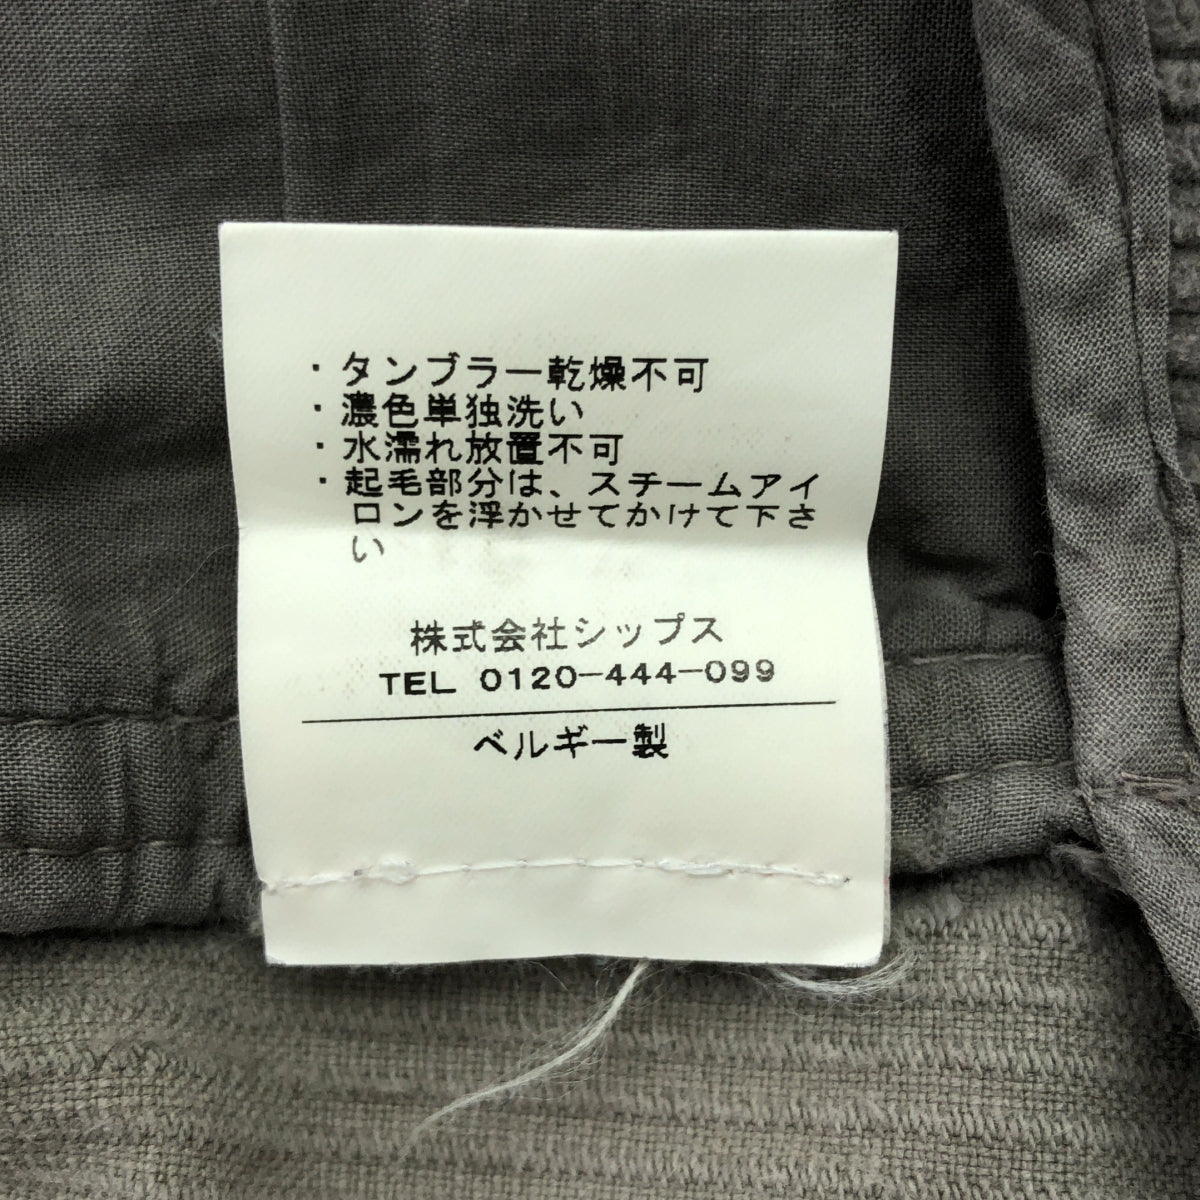 ・タンブラー乾燥不可
・濃色単独洗い
・水濡れ放置不可
・起毛部分は、スチームアイ
ロンを浮かせてかけて下さ
い
株式会社シップス
TEL 0120-444-099
ベルギー製